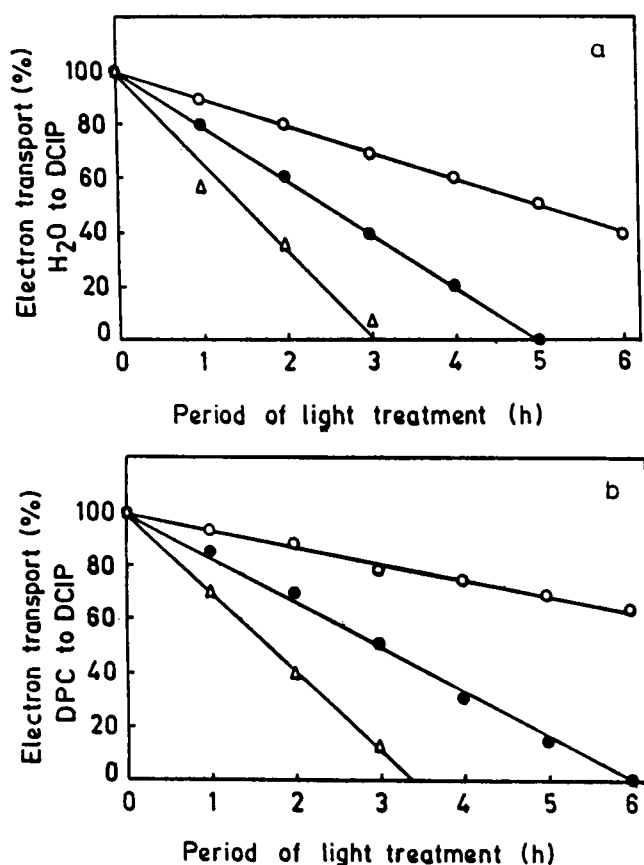 a
Electron transport (%)
H₂O to DCIP
100
80
60
40
20
0
0 1 2 3 4 5 6
Period of light treatment (h)
b
Electron transport (%)
DPC to DCIP
100
80
60
40
20
0
0 1 2 3 4 5 6
Period of light treatment (h)